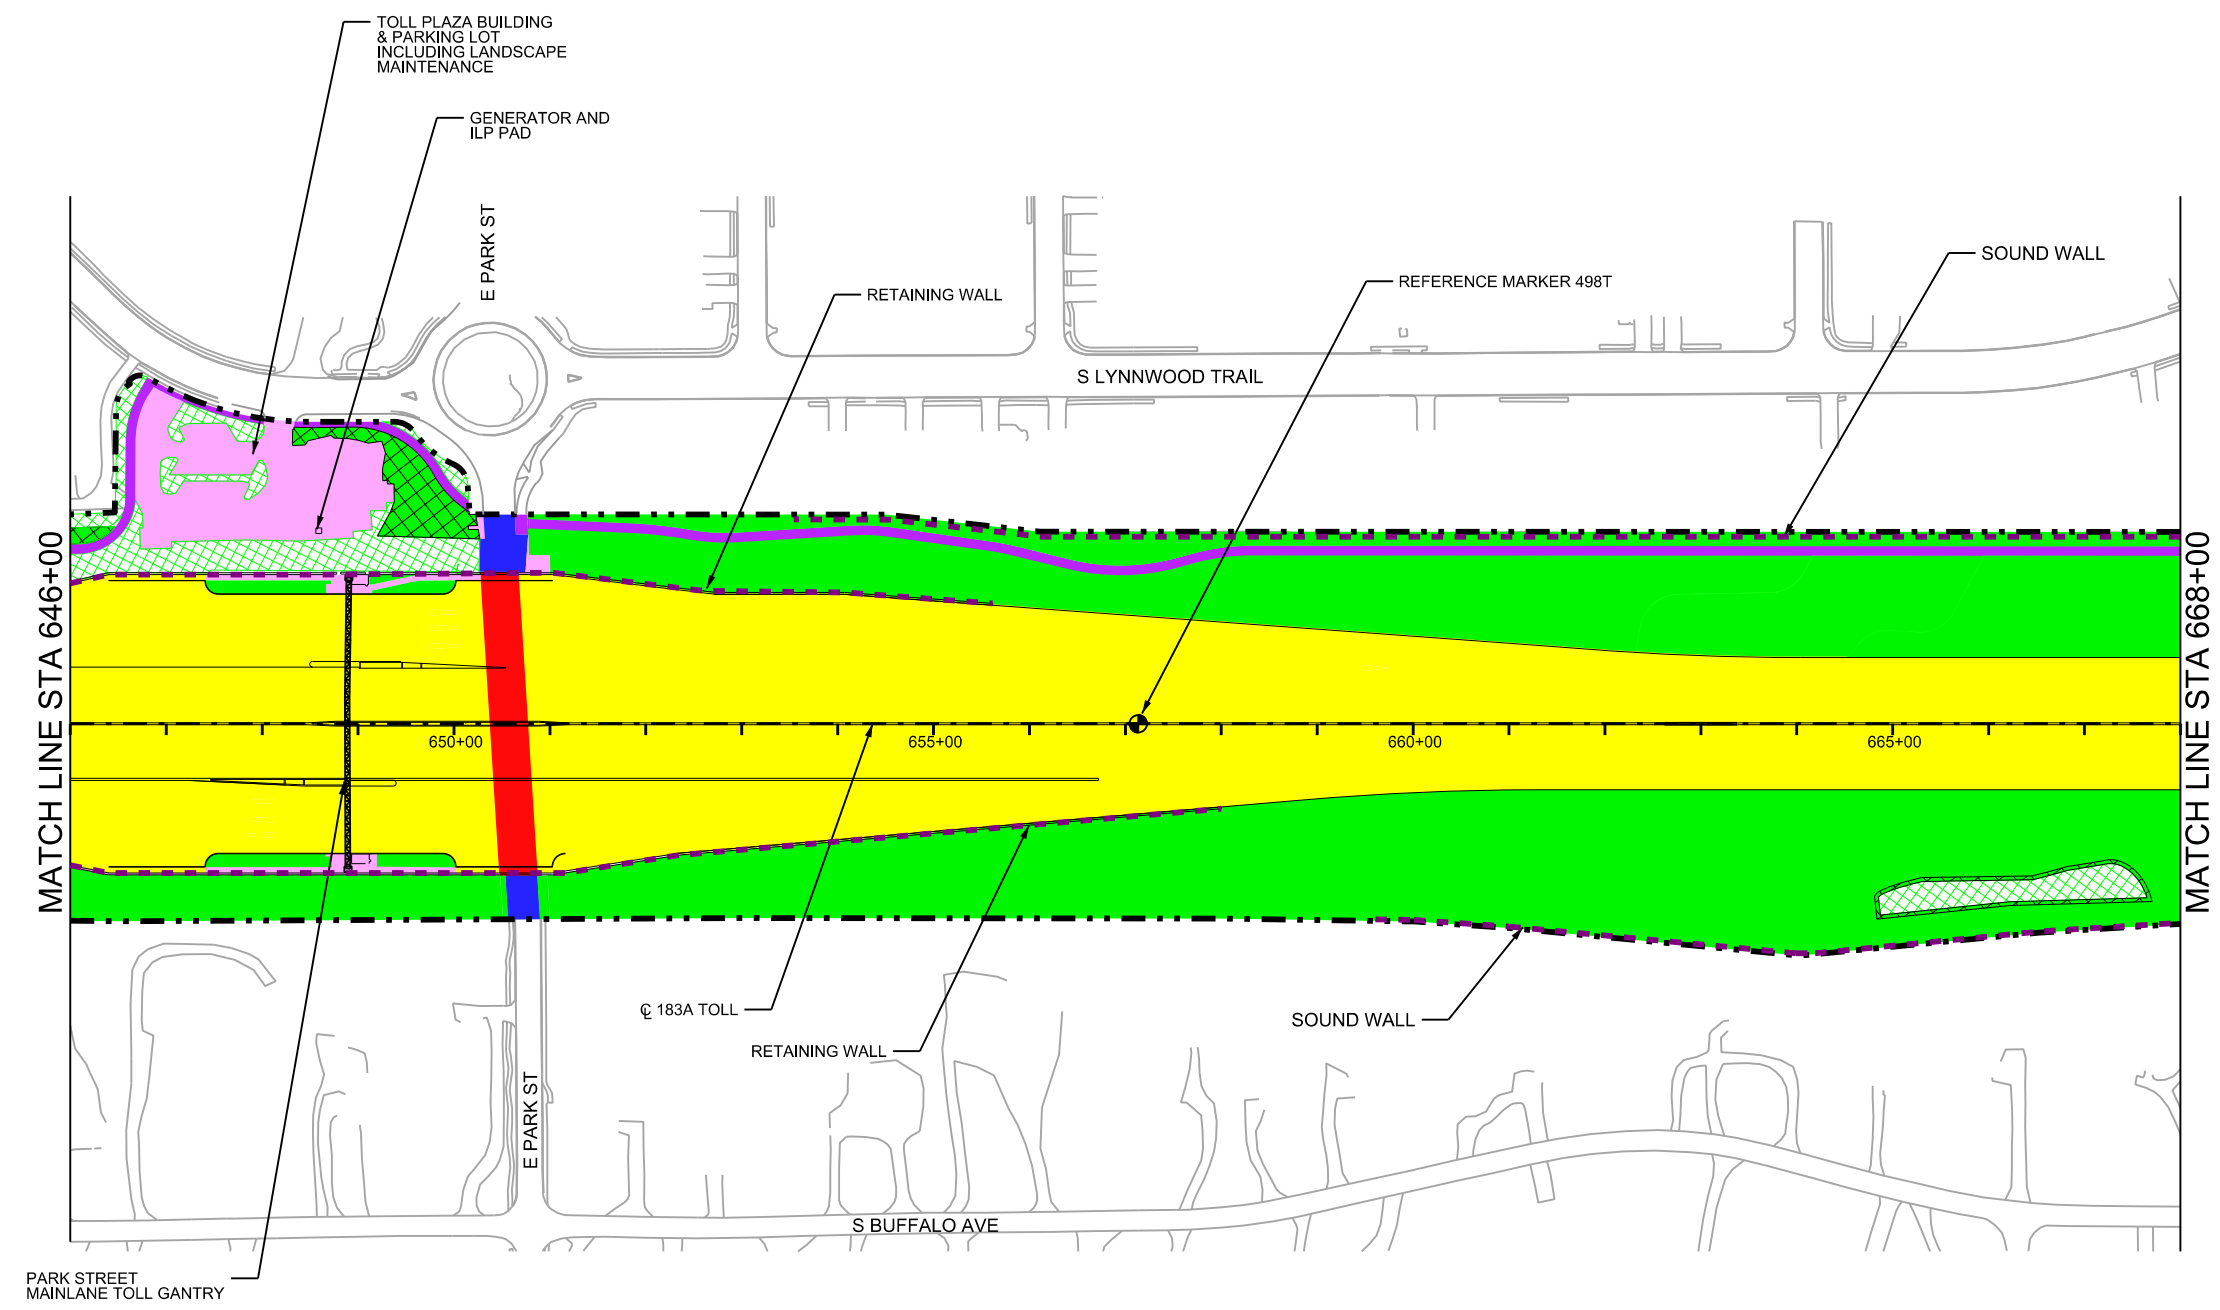 TOLL PLAZA BUILDING
& PARKING LOT
INCLUDING LANDSCAPE
MAINTENANCE
GENERATOR AND
ILP PAD
E PARK ST
RETAINING WALL
REFERENCE MARKER 498T
SOUND WALL
S LYNNWOOD TRAIL
MATCH LINE STA 646+00
MATCH LINE STA 668+00
650+00
655+00
660+00
665+00
℄ 183A TOLL
RETAINING WALL
SOUND WALL
E PARK ST
S BUFFALO AVE
PARK STREET
MAINLANE TOLL GANTRY